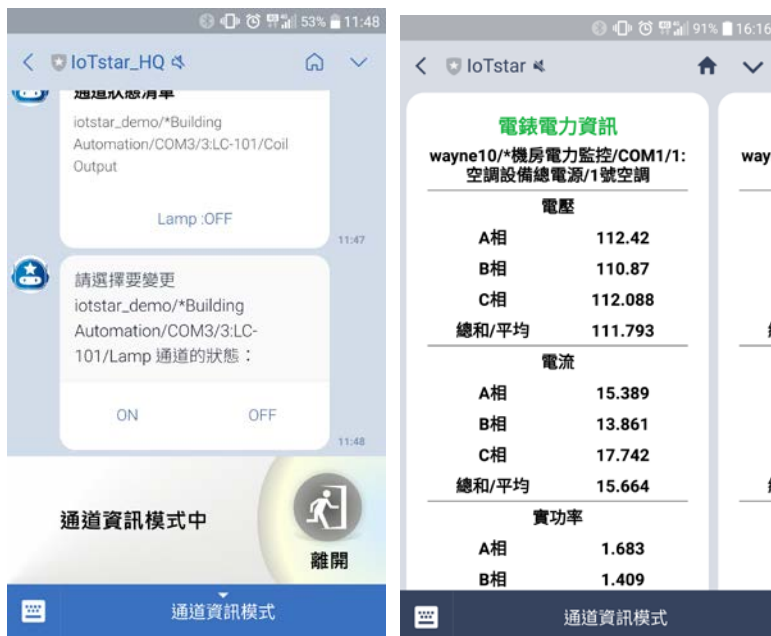 53% 11:48
IoTstar_HQ
通道狀態清單
iotstar_demo/*Building
Automation/COM3/3:LC-101/Coil
Output
Lamp :OFF
11:47
請選擇要變更
iotstar_demo/*Building
Automation/COM3/3:LC-
101/Lamp 通道的狀態：
ON OFF
11:48
通道資訊模式中
離開
通道資訊模式
91% 16:16
IoTstar
電錶電力資訊
wayne10/*機房電力監控/COM1/1:
空調設備總電源/1號空調
電壓
A相 112.42
B相 110.87
C相 112.088
總和/平均 111.793
電流
A相 15.389
B相 13.861
C相 17.742
總和/平均 15.664
實功率
A相 1.683
B相 1.409
way
通道資訊模式